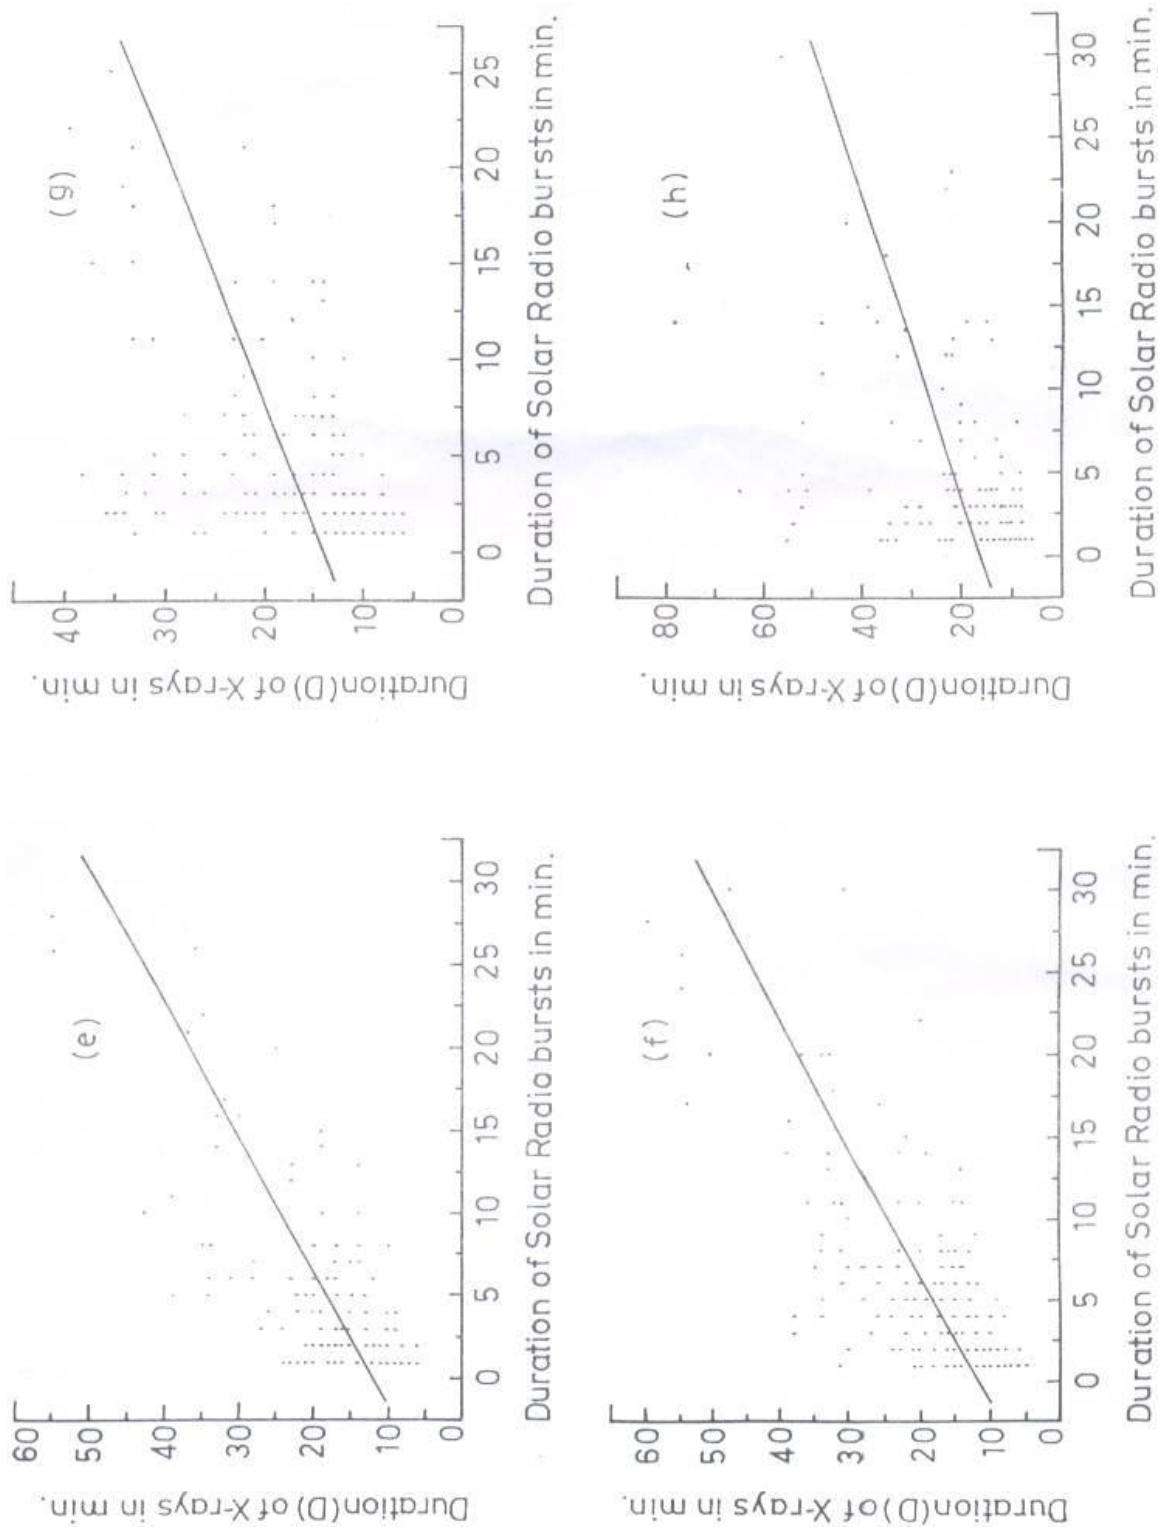 (e)
60
50
40
30
20
10
0
Duration(D) of X-rays in min.
0 5 10 15 20 25 30
Duration of Solar Radio bursts in min.
(g)
40
30
20
10
0
Duration(D) of X-rays in min.
0 5 10 15 20 25
Duration of Solar Radio bursts in min.
(f)
60
50
40
30
20
10
0
Duration(D) of X-rays in min.
0 5 10 15 20 25 30
Duration of Solar Radio bursts in min.
(h)
80
60
40
20
0
Duration(D) of X-rays in min.
0 5 10 15 20 25 30
Duration of Solar Radio bursts in min.